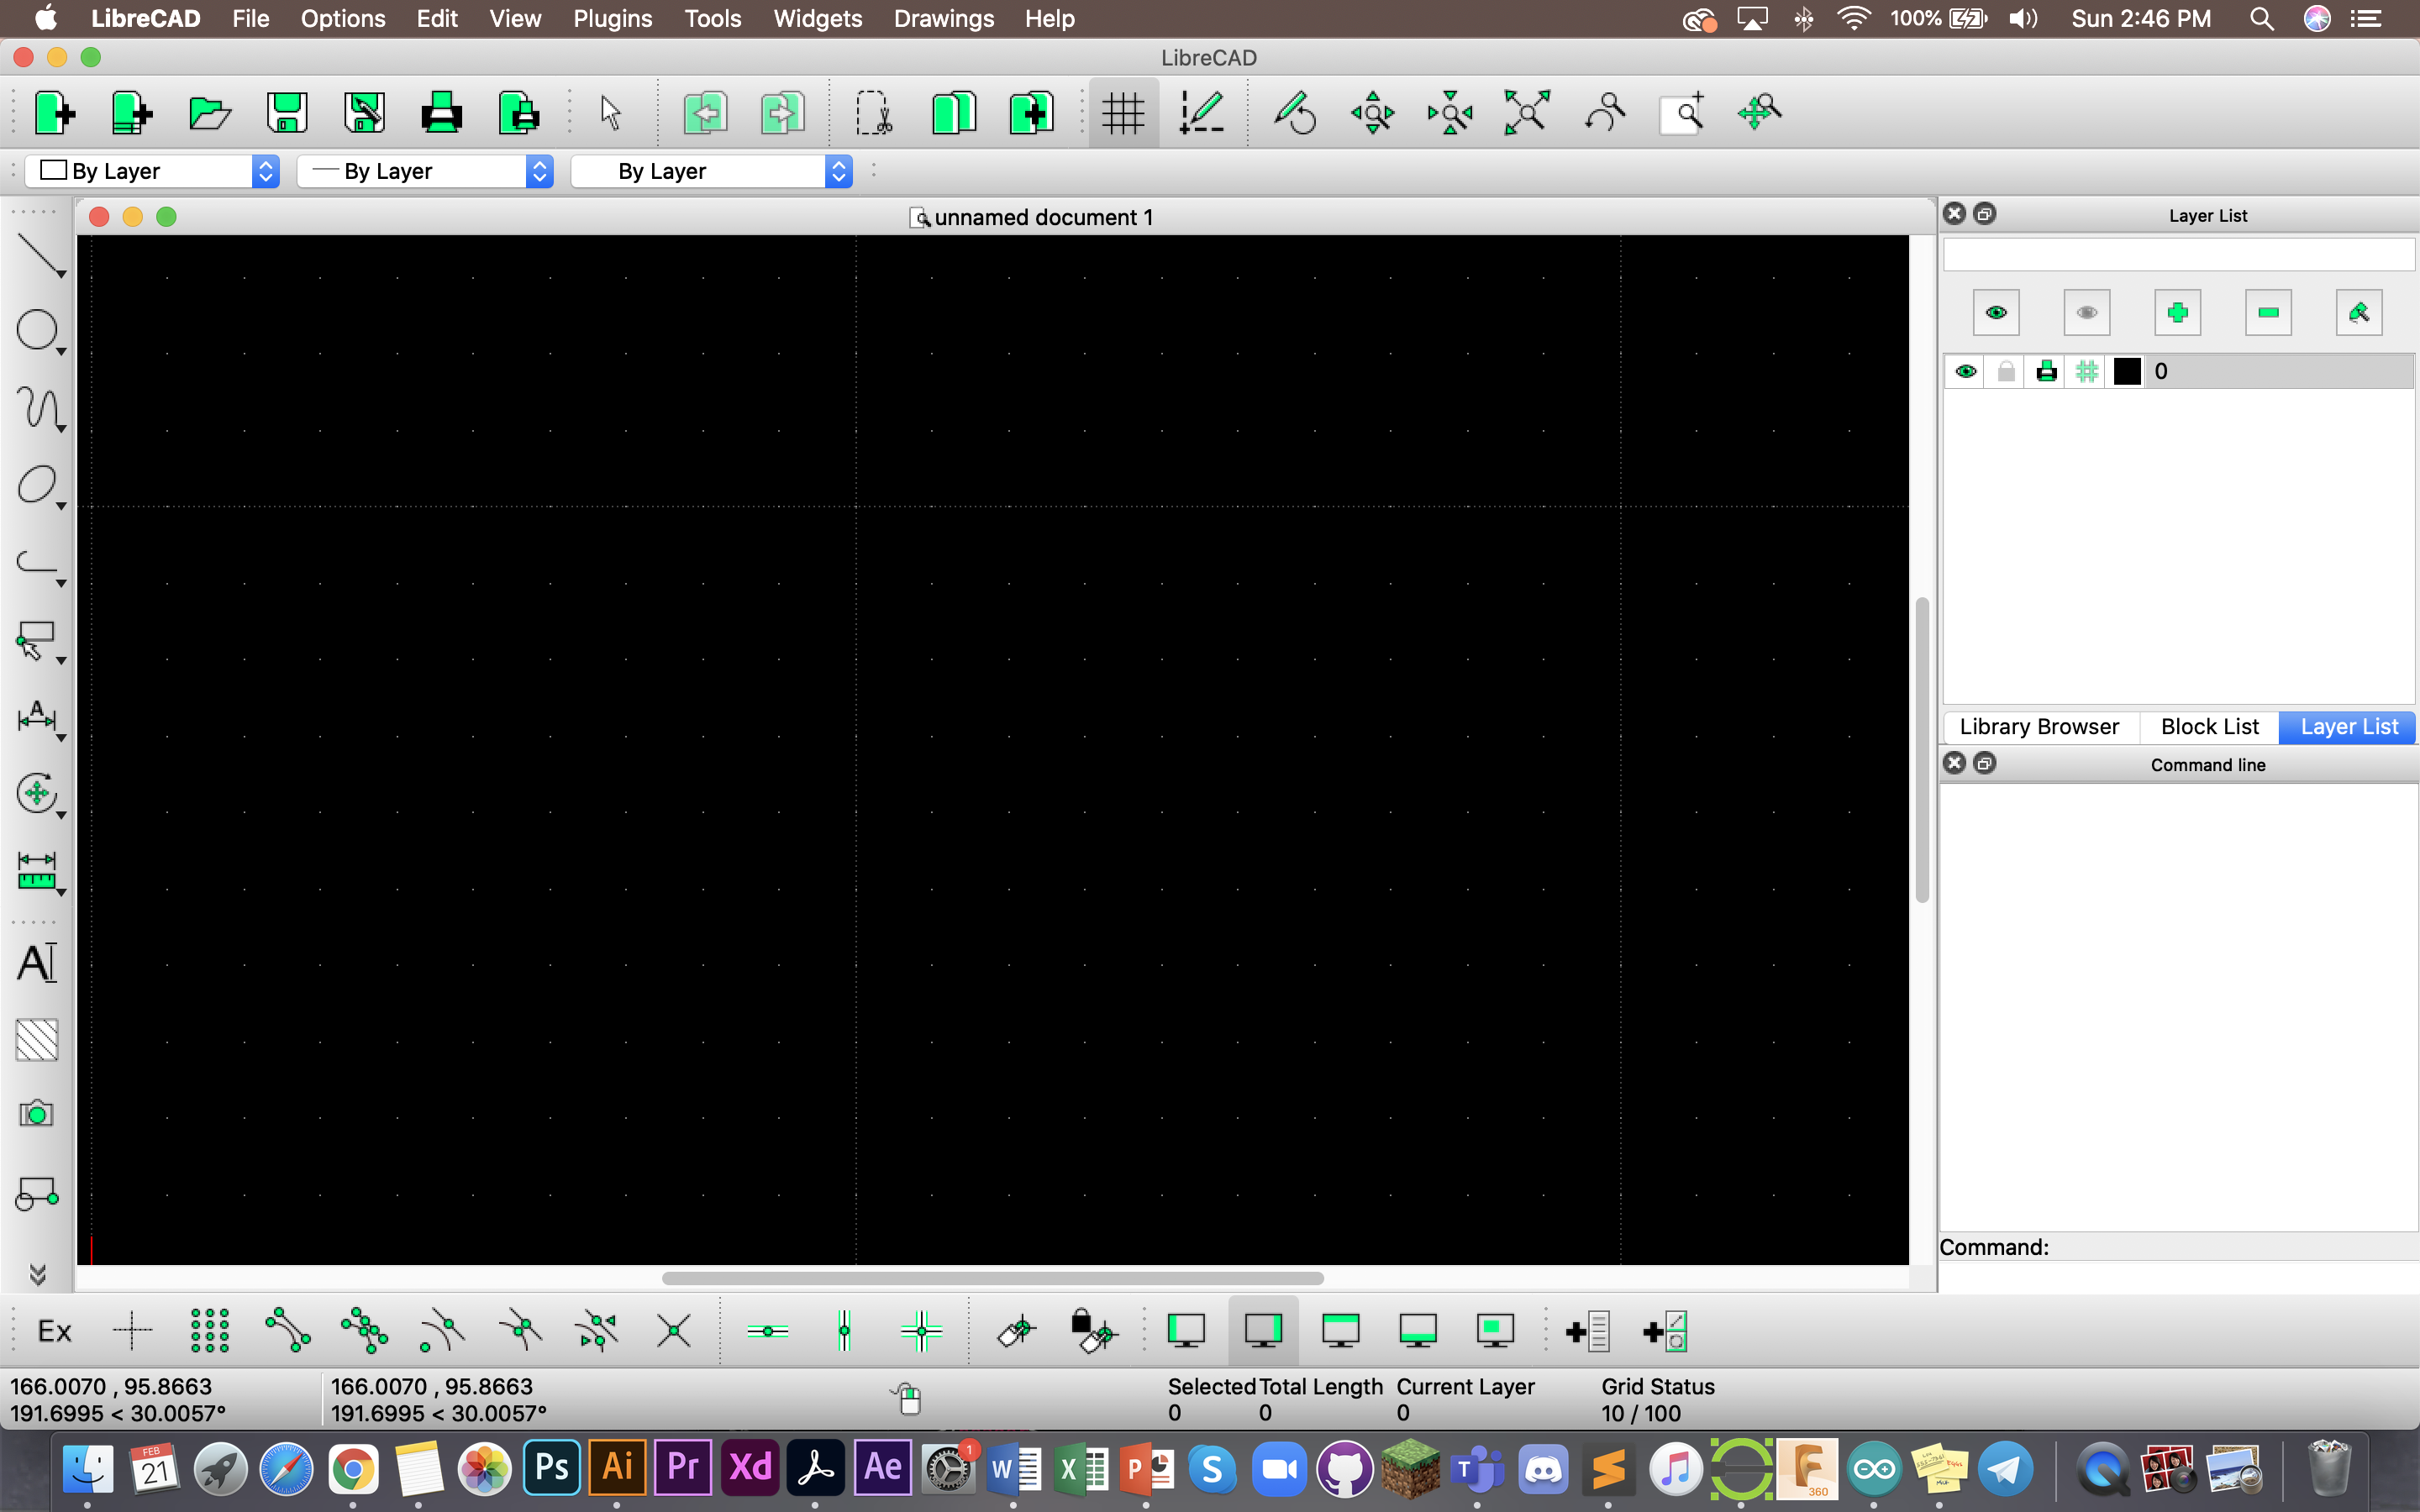 LibreCAD File Options Edit View Plugins Tools Widgets Drawings Help 100% Sun 2:46 PM
LibreCAD
By Layer By Layer By Layer
unnamed document 1
Layer List
0
Library Browser Block List Layer List
Command line
Command:
Ex
166.0070 , 95.8663 166.0070 , 95.8663 Selected Total Length Current Layer Grid Status
191.6995 < 30.0057° 191.6995 < 30.0057° 0 0 0 10 / 100
FEB
21 Ps Ai Pr Xd Ae 1 W X P S T F
360